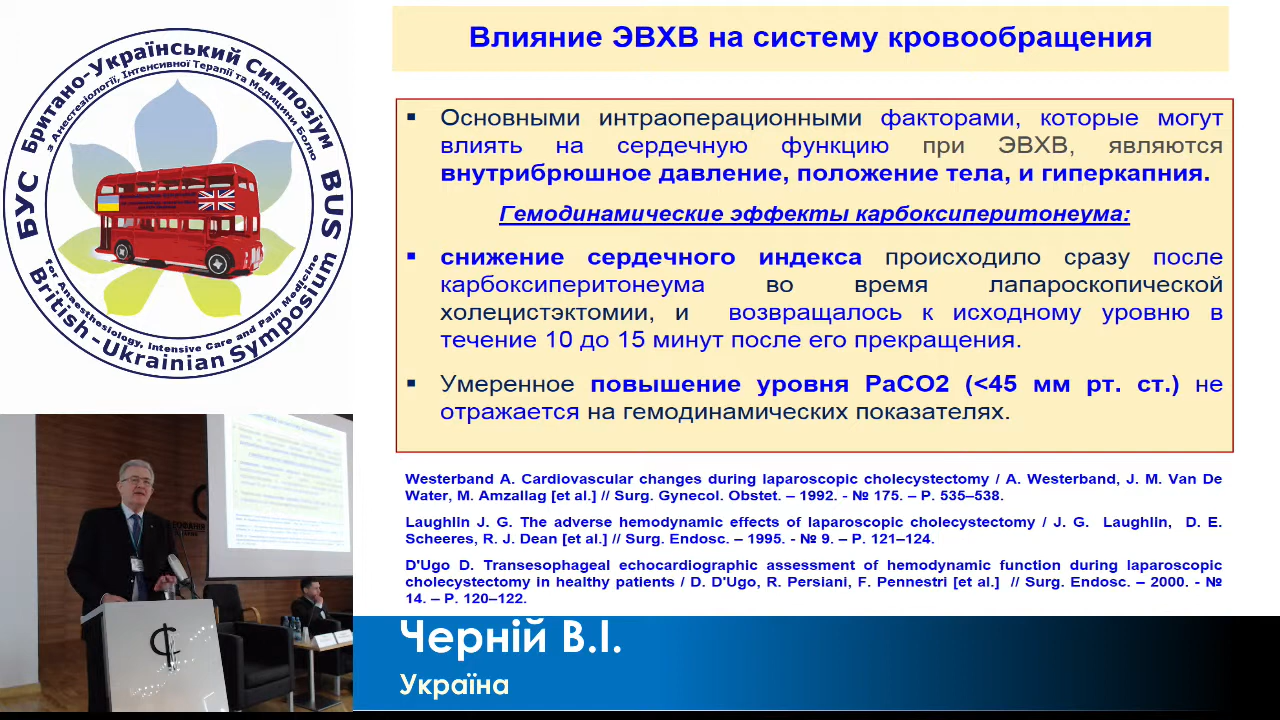 Британо-Український Симпозіум
з Анестезіології, Інтенсивної Терапії та Медицини Болю
БУС
BUS
for Anaesthesiology, Intensive Care and Pain Medicine
British -Ukrainian Symposium
Влияние ЭВХВ на систему кровообращения
▪ Основными интраоперационными факторами, которые могут
влиять на сердечную функцию при ЭВХВ, являются
внутрибрюшное давление, положение тела, и гиперкапния.
Гемодинамические эффекты карбоксиперитонеума:
▪ снижение сердечного индекса происходило сразу после
карбоксиперитонеума во время лапароскопической
холецистэктомии, и возвращалось к исходному уровню в
течение 10 до 15 минут после его прекращения.
▪ Умеренное повышение уровня PaCO2 (<45 мм рт. ст.) не
отражается на гемодинамических показателях.
Westerband A. Cardiovascular changes during laparoscopic cholecystectomy / A. Westerband, J. M. Van De
Water, M. Amzallag [et al.] // Surg. Gynecol. Obstet. – 1992. - № 175. – P. 535–538.
Laughlin J. G. The adverse hemodynamic effects of laparoscopic cholecystectomy / J. G. Laughlin, D. E.
Scheeres, R. J. Dean [et al.] // Surg. Endosc. – 1995. - № 9. – P. 121–124.
D'Ugo D. Transesophageal echocardiographic assessment of hemodynamic function during laparoscopic
cholecystectomy in healthy patients / D. D'Ugo, R. Persiani, F. Pennestri [et al.] // Surg. Endosc. – 2000. - №
14. – P. 120–122.
Черній В.І.
Україна